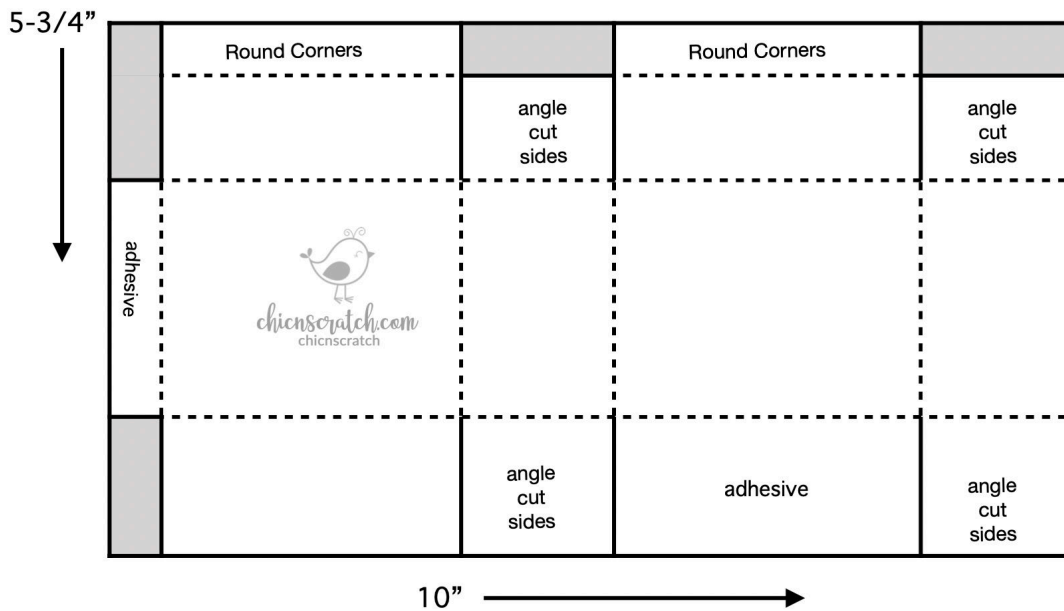 5-3/4”
Round Corners
Round Corners
angle
cut
sides
angle
cut
sides
adhesive
chicnscratch.com
chicnscratch
angle
cut
sides
adhesive
angle
cut
sides
10”